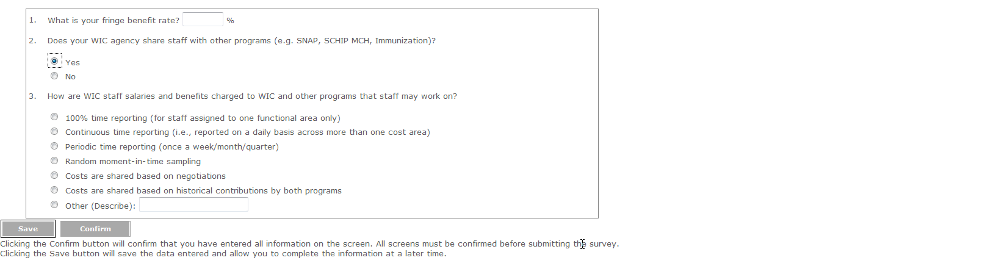 1. What is your fringe benefit rate? %
2. Does your WIC agency share staff with other programs (e.g. SNAP, SCHIP MCH, Immunization)?
Yes
No
3. How are WIC staff salaries and benefits charged to WIC and other programs that staff may work on?
100% time reporting (for staff assigned to one functional area only)
Continuous time reporting (i.e., reported on a daily basis across more than one cost area)
Periodic time reporting (once a week/month/quarter)
Random moment-in-time sampling
Costs are shared based on negotiations
Costs are shared based on historical contributions by both programs
Other (Describe):
Save Confirm
Clicking the Confirm button will confirm that you have entered all information on the screen. All screens must be confirmed before submitting the survey.
Clicking the Save button will save the data entered and allow you to complete the information at a later time.